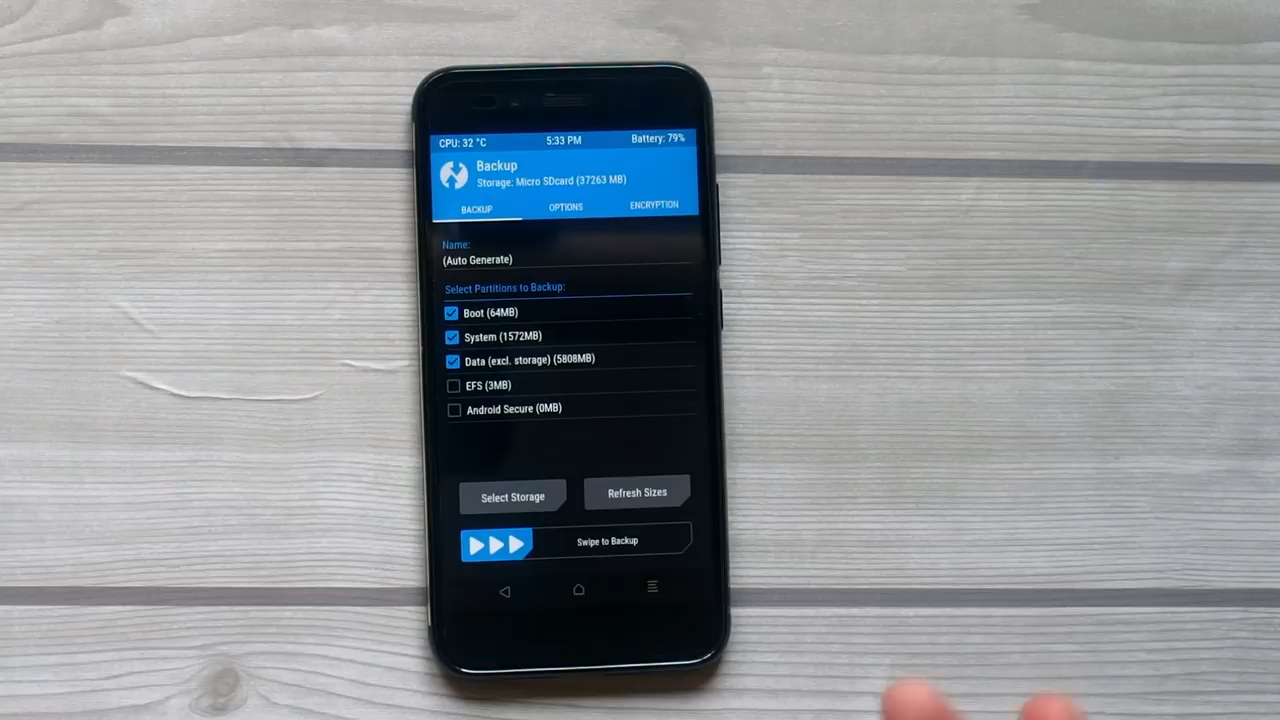 CPU: 32 °C 5:33 PM Battery: 79%
Backup
Storage: Micro SDcard (37263 MB)
BACKUP OPTIONS ENCRYPTION
Name:
(Auto Generate)
Select Partitions to Backup:
Boot (64MB)
System (1572MB)
Data (excl. storage) (5808MB)
EFS (3MB)
Android Secure (0MB)
Select Storage Refresh Sizes
Swipe to Backup